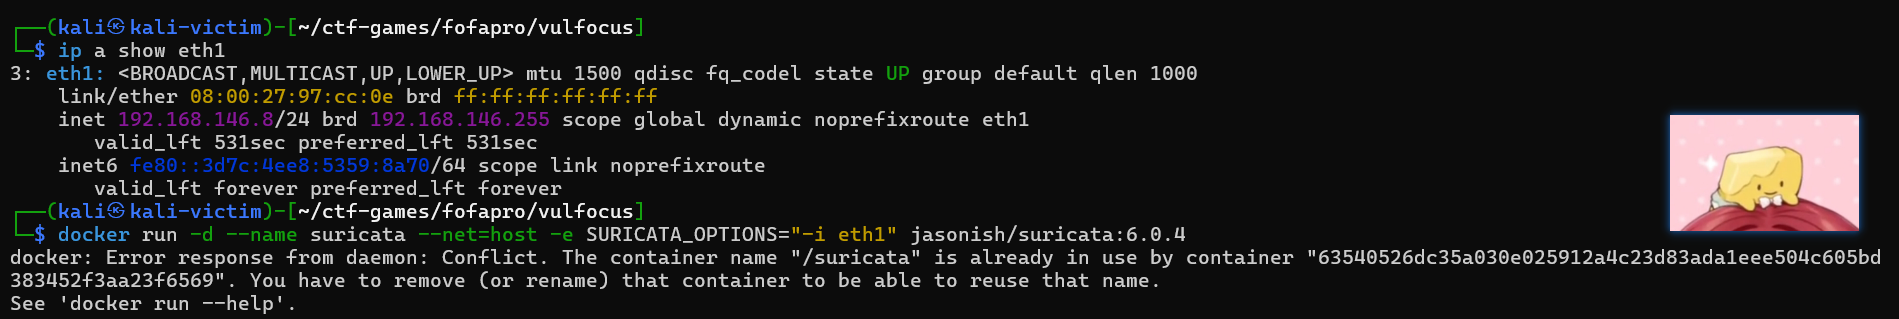 ┌──(kali㉿kali-victim)-[~/ctf-games/fofapro/vulfocus]
└─$ ip a show eth1
3: eth1: <BROADCAST,MULTICAST,UP,LOWER_UP> mtu 1500 qdisc fq_codel state UP group default qlen 1000
    link/ether 08:00:27:97:cc:0e brd ff:ff:ff:ff:ff:ff
    inet 192.168.146.8/24 brd 192.168.146.255 scope global dynamic noprefixroute eth1
       valid_lft 531sec preferred_lft 531sec
    inet6 fe80::3d7c:4ee8:5359:8a70/64 scope link noprefixroute
       valid_lft forever preferred_lft forever
┌──(kali㉿kali-victim)-[~/ctf-games/fofapro/vulfocus]
└─$ docker run -d --name suricata --net=host -e SURICATA_OPTIONS="-i eth1" jasonish/suricata:6.0.4
docker: Error response from daemon: Conflict. The container name "/suricata" is already in use by container "63540526dc35a030e025912a4c23d83ada1eee504c605bd
383452f3aa23f6569". You have to remove (or rename) that container to be able to reuse that name.
See 'docker run --help'.